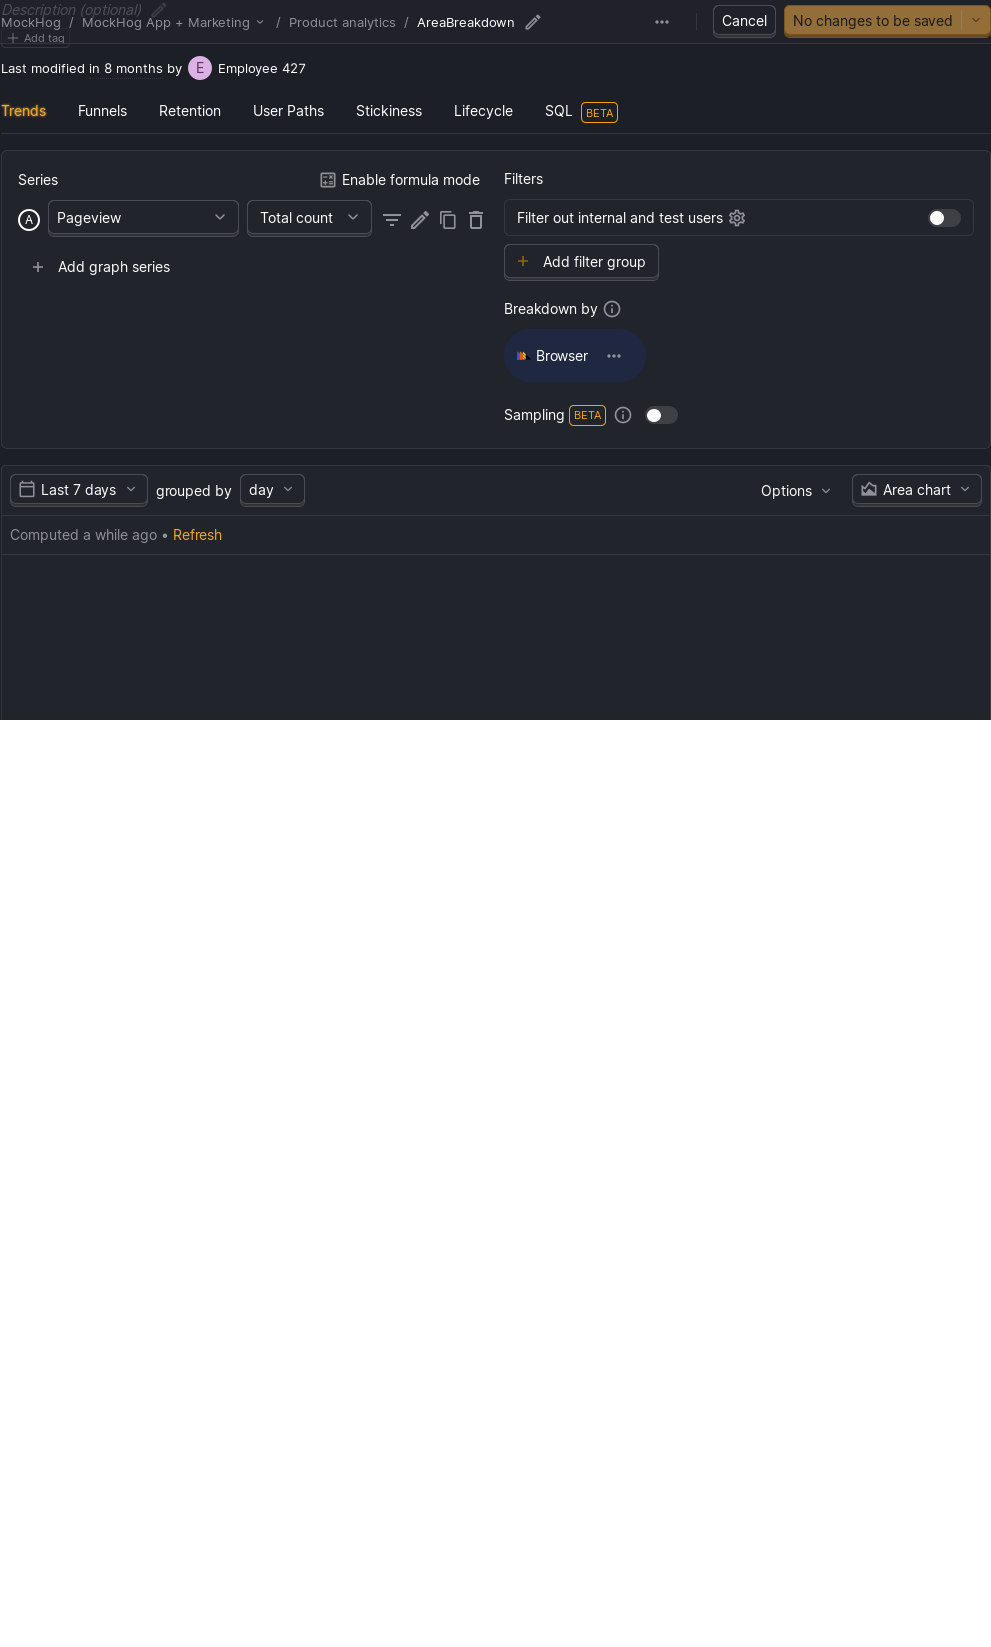 Description (optional)
MockHog / MockHog App + Marketing / Product analytics / AreaBreakdown
Cancel
No changes to be saved
Add tag
Last modified in 8 months by E Employee 427
Trends Funnels Retention User Paths Stickiness Lifecycle SQL BETA
Series
Enable formula mode
A Pageview Total count
Add graph series
Filters
Filter out internal and test users
Add filter group
Breakdown by
Browser
Sampling BETA
Last 7 days grouped by day
Options Area chart
Computed a while ago • Refresh